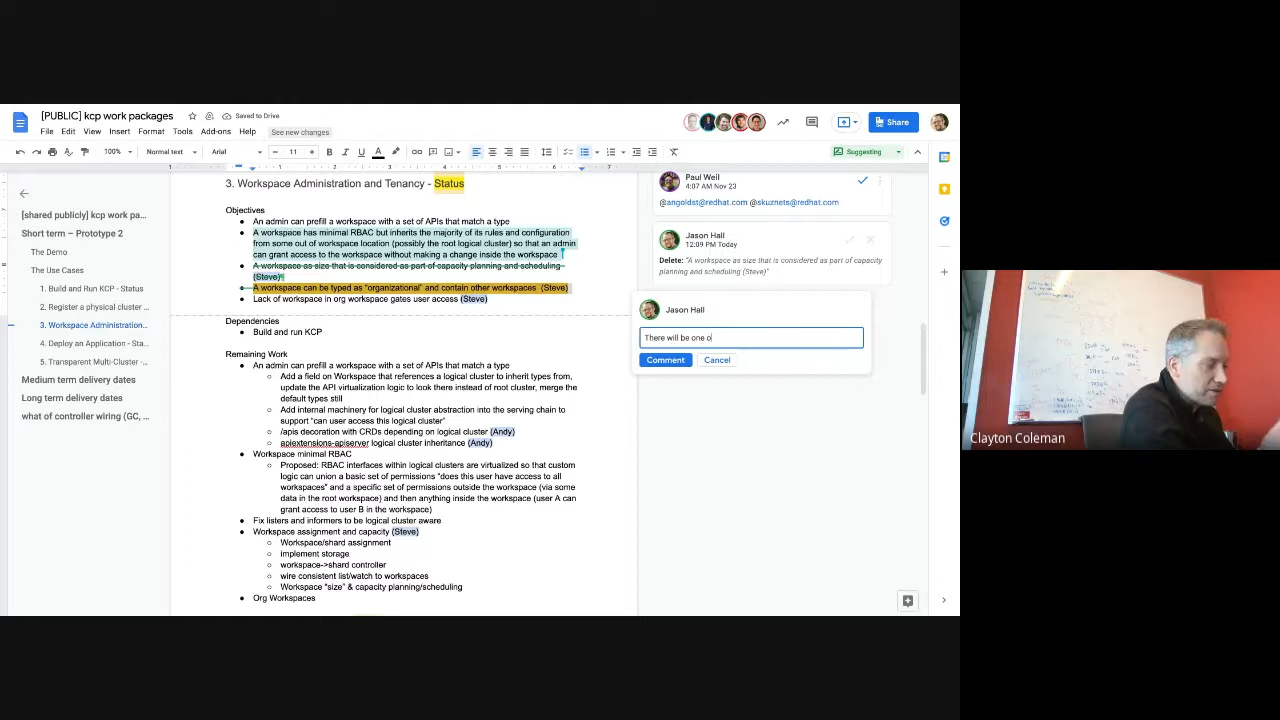 [PUBLIC] kcp work packages
Saved to Drive
File Edit View Insert Format Tools Add-ons Help See new changes
Share
100% Normal text Arial 11 Suggesting
1 1 2 3 4 5 6 7
[shared publicly] kcp work pa...
Short term – Prototype 2
The Demo
The Use Cases
1. Build and Run KCP - Status
2. Register a physical cluster ...
3. Workspace Administration...
4. Deploy an Application - Sta...
5. Transparent Multi-Cluster -...
Medium term delivery dates
Long term delivery dates
what of controller wiring (GC, ...
3. Workspace Administration and Tenancy - Status
Objectives
● An admin can prefill a workspace with a set of APIs that match a type
● A workspace has minimal RBAC but inherits the majority of its rules and configuration
from some out of workspace location (possibly the root logical cluster) so that an admin
can grant access to the workspace without making a change inside the workspace
● A workspace as size that is considered as part of capacity planning and scheduling
(Steve)
● A workspace can be typed as "organizational" and contain other workspaces (Steve)
● Lack of workspace in org workspace gates user access (Steve)
Dependencies
● Build and run KCP
Remaining Work
● An admin can prefill a workspace with a set of APIs that match a type
○ Add a field on Workspace that references a logical cluster to inherit types from,
update the API virtualization logic to look there instead of root cluster, merge the
default types still
○ Add internal machinery for logical cluster abstraction into the serving chain to
support "can user access this logical cluster"
○ /apis decoration with CRDs depending on logical cluster (Andy)
○ apiextensions-apiserver logical cluster inheritance (Andy)
● Workspace minimal RBAC
○ Proposed: RBAC interfaces within logical clusters are virtualized so that custom
logic can union a basic set of permissions "does this user have access to all
workspaces" and a specific set of permissions outside the workspace (via some
data in the root workspace) and then anything inside the workspace (user A can
grant access to user B in the workspace)
● Fix listers and informers to be logical cluster aware
● Workspace assignment and capacity (Steve)
○ Workspace/shard assignment
○ implement storage
○ workspace->shard controller
○ wire consistent list/watch to workspaces
○ Workspace "size" & capacity planning/scheduling
● Org Workspaces
Paul Weil
4:07 AM Nov 23
@angoldst@redhat.com @skuznets@redhat.com
Jason Hall
12:09 PM Today
Delete: "A workspace as size that is considered as part of capacity
planning and scheduling (Steve)"
Jason Hall
There will be one o
Comment Cancel
Clayton Coleman